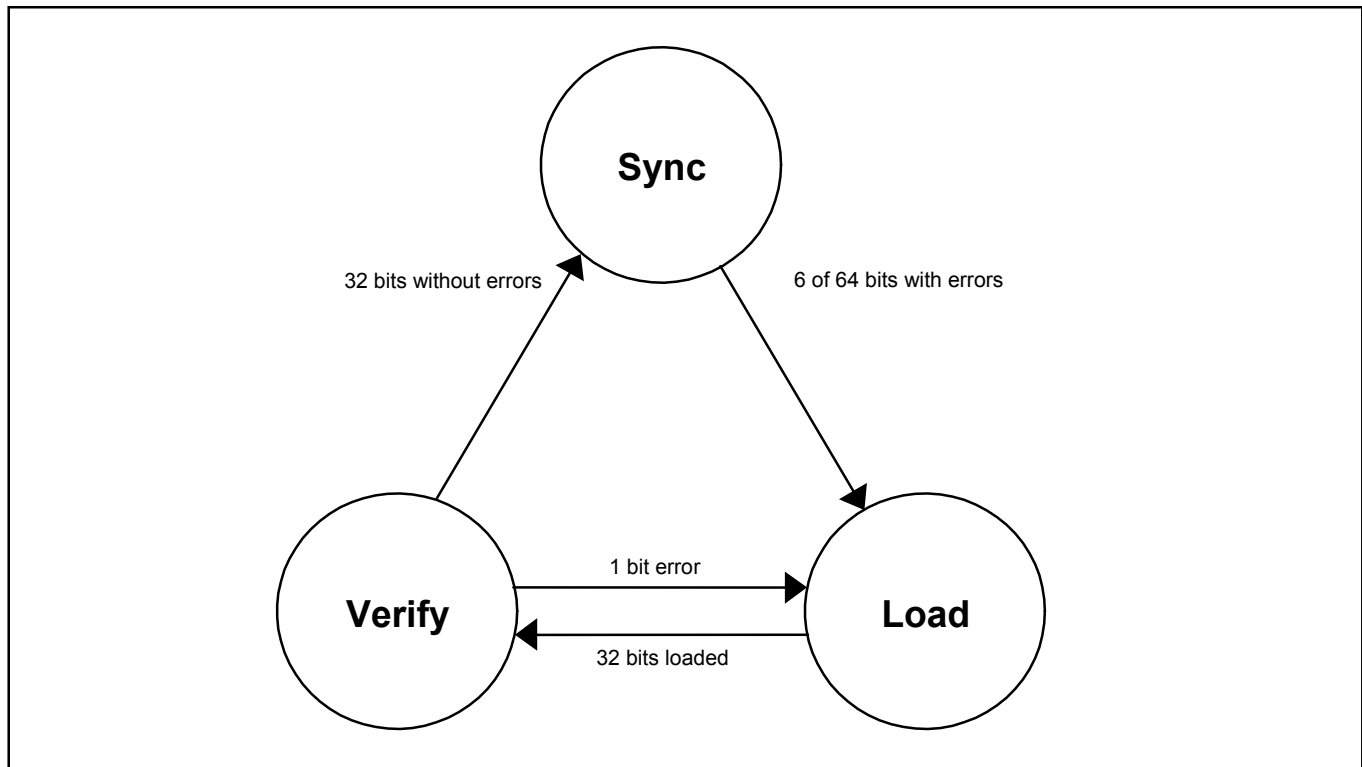 Sync
32 bits without errors
6 of 64 bits with errors
1 bit error
Verify
Load
32 bits loaded